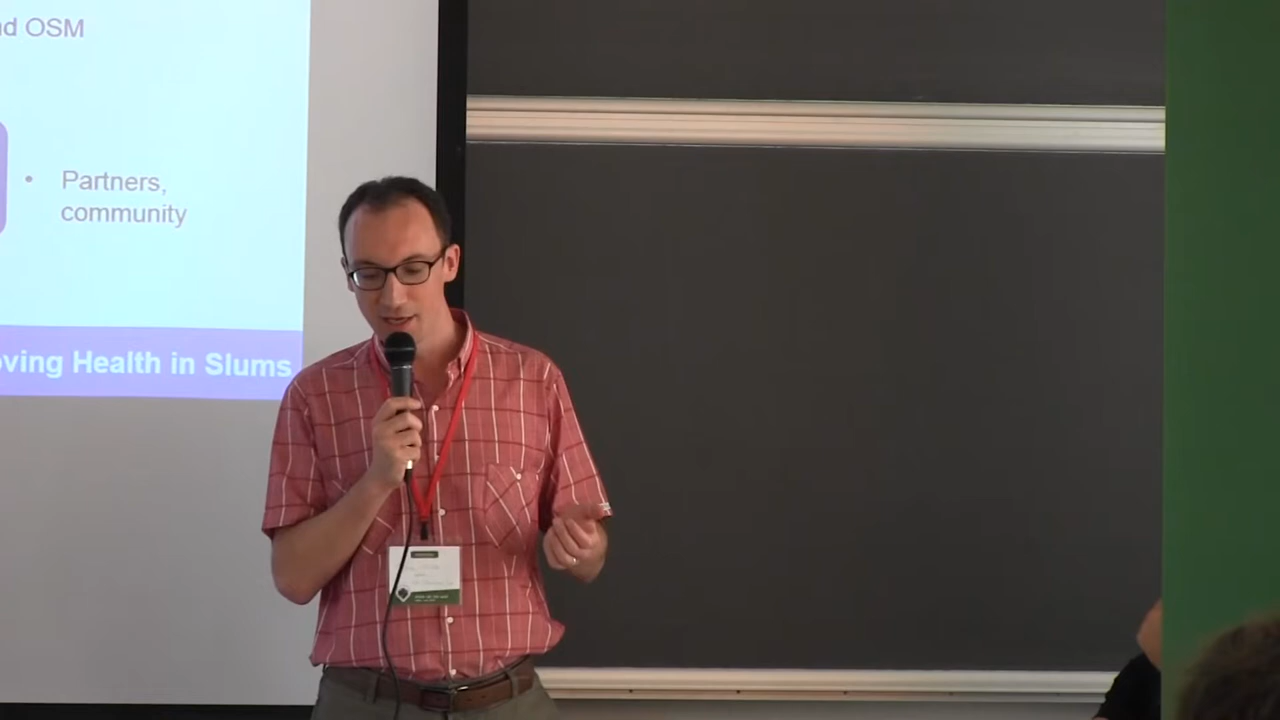 nd OSM
• Partners,
community
oving Health in Slums